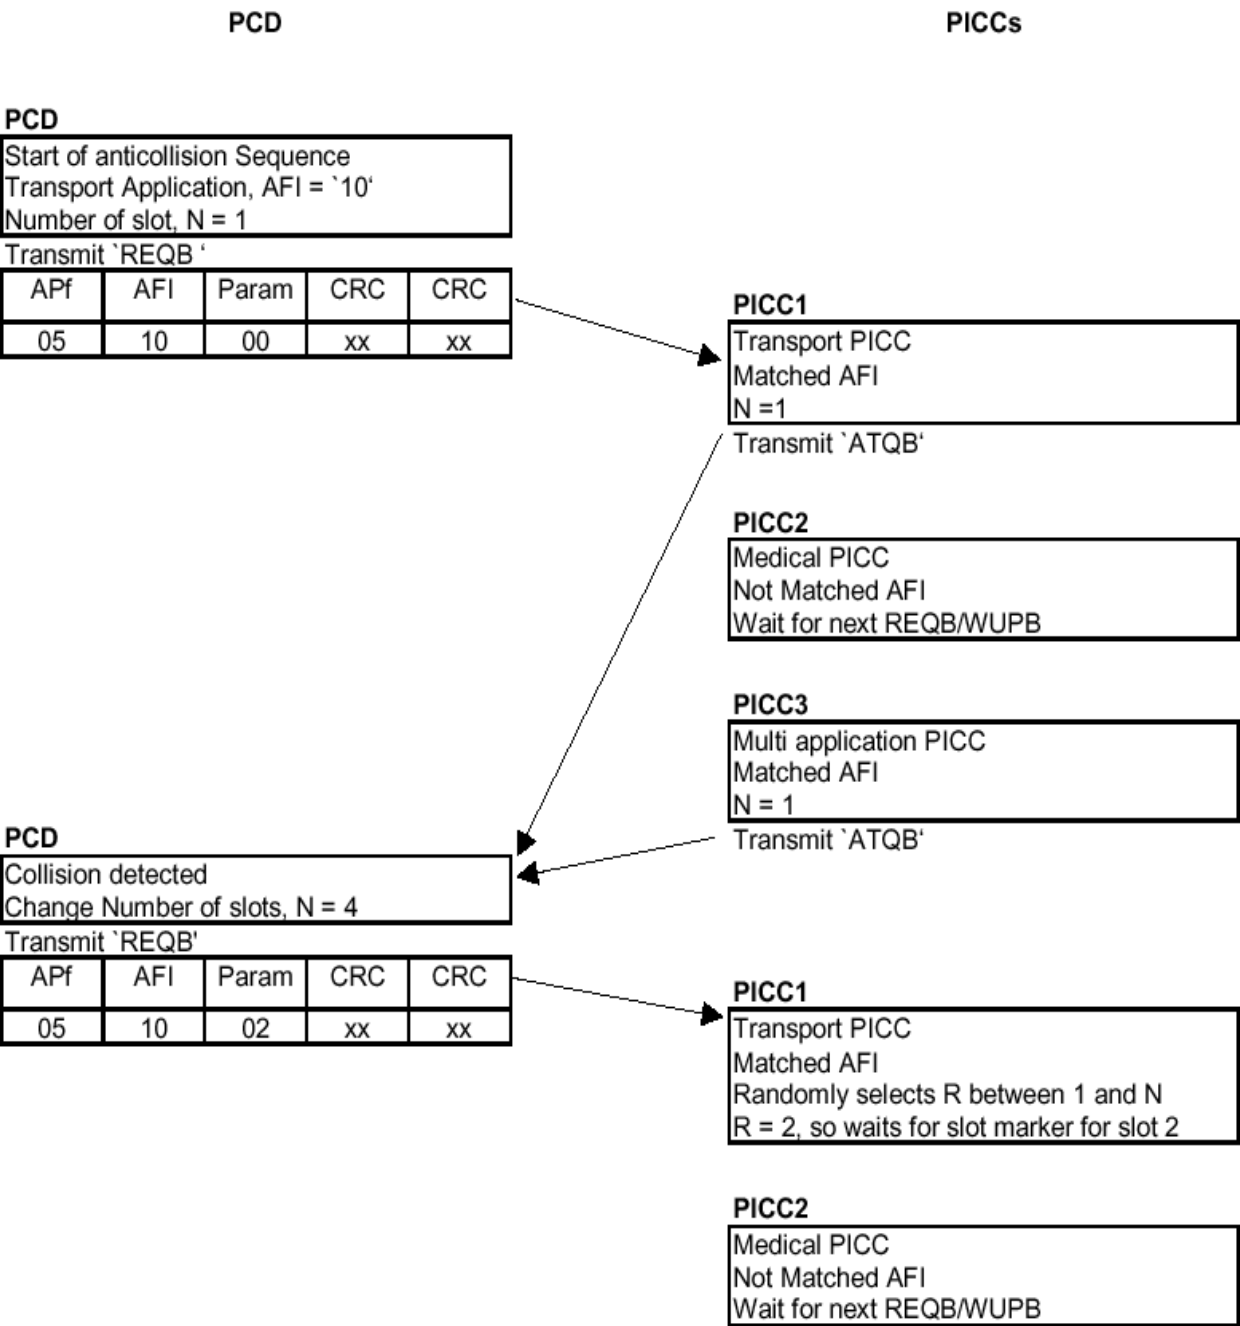 PCD PICCs
PCD
Start of anticollision Sequence
Transport Application, AFI = `10‘
Number of slot, N = 1
Transmit `REQB ‘
APf AFI Param CRC CRC
05 10 00 xx xx
PICC1
Transport PICC
Matched AFI
N =1
Transmit `ATQB‘
PICC2
Medical PICC
Not Matched AFI
Wait for next REQB/WUPB
PICC3
Multi application PICC
Matched AFI
N = 1
Transmit `ATQB‘
PCD
Collision detected
Change Number of slots, N = 4
Transmit `REQB'
APf AFI Param CRC CRC
05 10 02 xx xx
PICC1
Transport PICC
Matched AFI
Randomly selects R between 1 and N
R = 2, so waits for slot marker for slot 2
PICC2
Medical PICC
Not Matched AFI
Wait for next REQB/WUPB